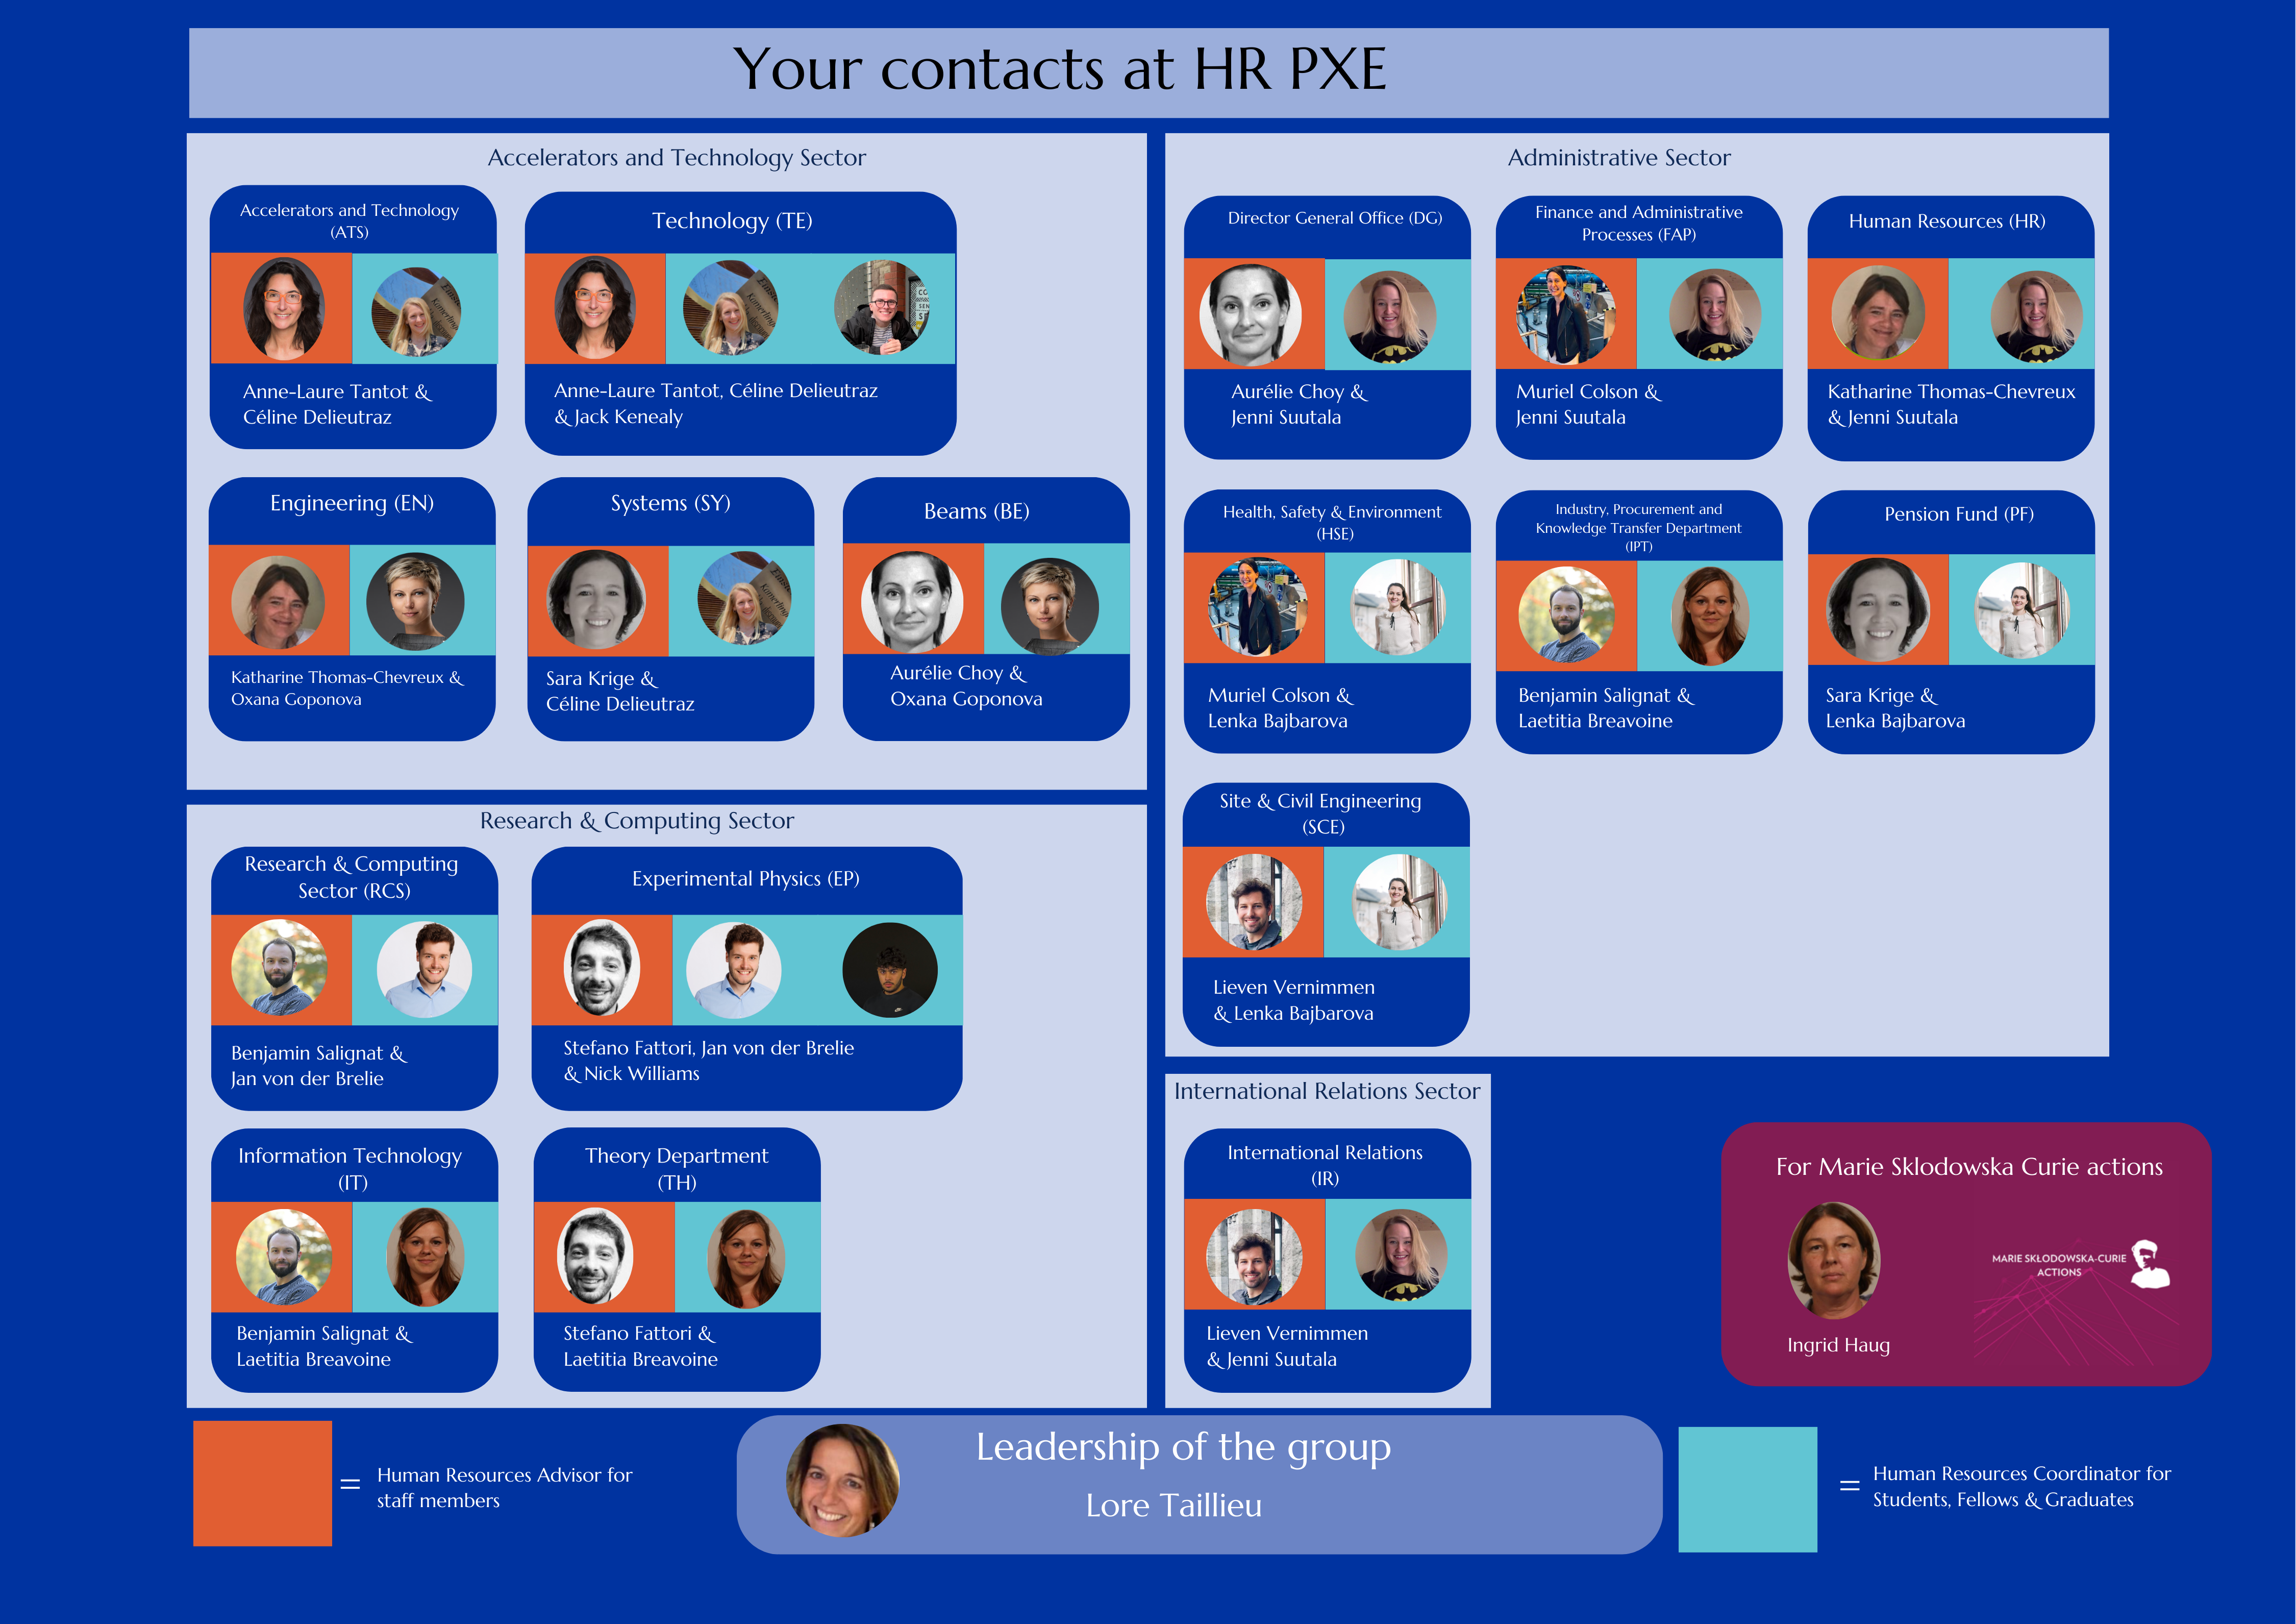 Your contacts at HR PXE
Accelerators and Technology Sector
Accelerators and Technology
(ATS)
Anne-Laure Tantot &
Céline Delieutraz
Technology (TE)
Anne-Laure Tantot, Céline Delieutraz
& Jack Kenealy
Engineering (EN)
Katharine Thomas-Chevreux &
Oxana Goponova
Systems (SY)
Sara Krige &
Céline Delieutraz
Beams (BE)
Aurélie Choy &
Oxana Goponova
Research & Computing Sector
Research & Computing
Sector (RCS)
Benjamin Salignat &
Jan von der Brelie
Experimental Physics (EP)
Stefano Fattori, Jan von der Brelie
& Nick Williams
Information Technology
(IT)
Benjamin Salignat &
Laetitia Breavoine
Theory Department
(TH)
Stefano Fattori &
Laetitia Breavoine
Administrative Sector
Director General Office (DG)
Aurélie Choy &
Jenni Suutala
Finance and Administrative
Processes (FAP)
Muriel Colson &
Jenni Suutala
Human Resources (HR)
Katharine Thomas-Chevreux
& Jenni Suutala
Health, Safety & Environment
(HSE)
Muriel Colson &
Lenka Bajbarova
Industry, Procurement and
Knowledge Transfer Department
(IPT)
Benjamin Salignat &
Laetitia Breavoine
Pension Fund (PF)
Sara Krige &
Lenka Bajbarova
Site & Civil Engineering
(SCE)
Lieven Vernimmen
& Lenka Bajbarova
International Relations Sector
International Relations
(IR)
Lieven Vernimmen
& Jenni Suutala
For Marie Sklodowska Curie actions
MARIE SKŁODOWSKA-CURIE
ACTIONS
Ingrid Haug
= Human Resources Advisor for
staff members
Leadership of the group
Lore Taillieu
= Human Resources Coordinator for
Students, Fellows & Graduates